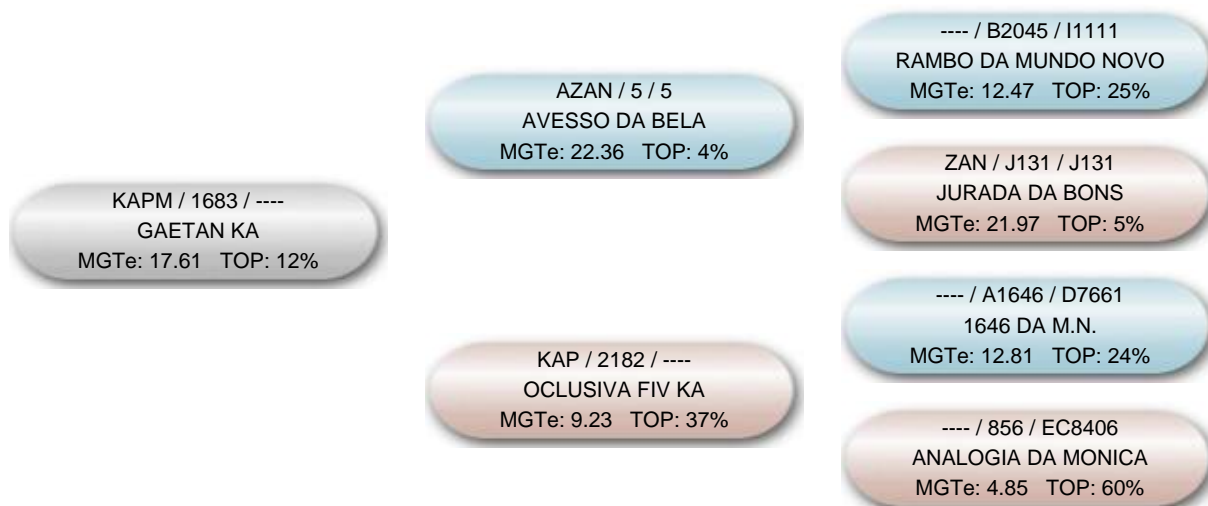 KAPM / 1683 / ----
GAETAN KA
MGTe: 17.61 TOP: 12%
AZAN / 5 / 5
AVESSO DA BELA
MGTe: 22.36 TOP: 4%
KAP / 2182 / ----
OCLUSIVA FIV KA
MGTe: 9.23 TOP: 37%
---- / B2045 / I1111
RAMBO DA MUNDO NOVO
MGTe: 12.47 TOP: 25%
ZAN / J131 / J131
JURADA DA BONS
MGTe: 21.97 TOP: 5%
---- / A1646 / D7661
1646 DA M.N.
MGTe: 12.81 TOP: 24%
---- / 856 / EC8406
ANALOGIA DA MONICA
MGTe: 4.85 TOP: 60%